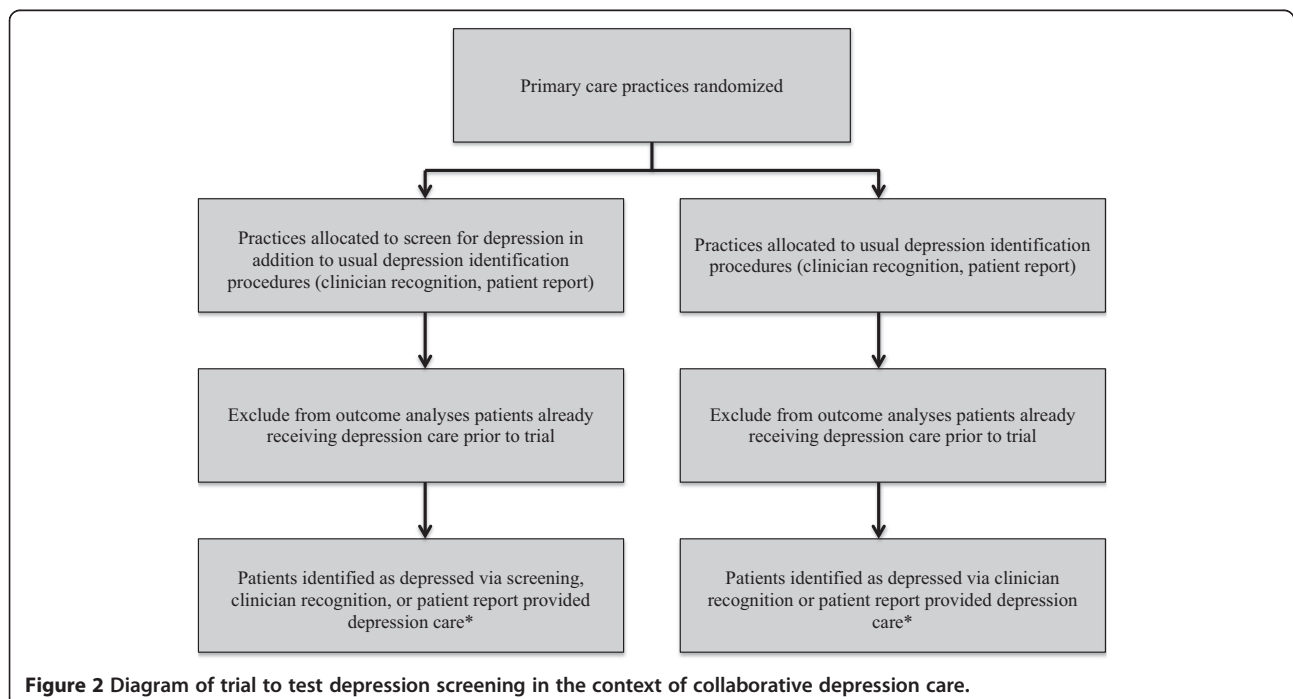 Primary care practices randomized
Practices allocated to screen for depression in
addition to usual depression identification
procedures (clinician recognition, patient report)
Practices allocated to usual depression identification
procedures (clinician recognition, patient report)
Exclude from outcome analyses patients already
receiving depression care prior to trial
Exclude from outcome analyses patients already
receiving depression care prior to trial
Patients identified as depressed via screening,
clinician recognition, or patient report provided
depression care*
Patients identified as depressed via clinician
recognition or patient report provided depression
care*
Figure 2 Diagram of trial to test depression screening in the context of collaborative depression care.